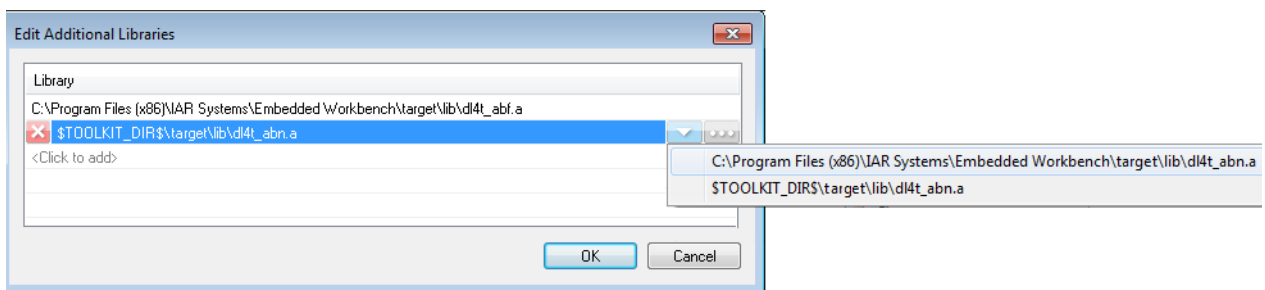 Edit Additional Libraries
Library
C:\Program Files (x86)\IAR Systems\Embedded Workbench\target\lib\dl4t_abf.a
$TOOLKIT_DIR$\target\lib\dl4t_abn.a
<Click to add>
C:\Program Files (x86)\IAR Systems\Embedded Workbench\target\lib\dl4t_abn.a
$TOOLKIT_DIR$\target\lib\dl4t_abn.a
OK
Cancel